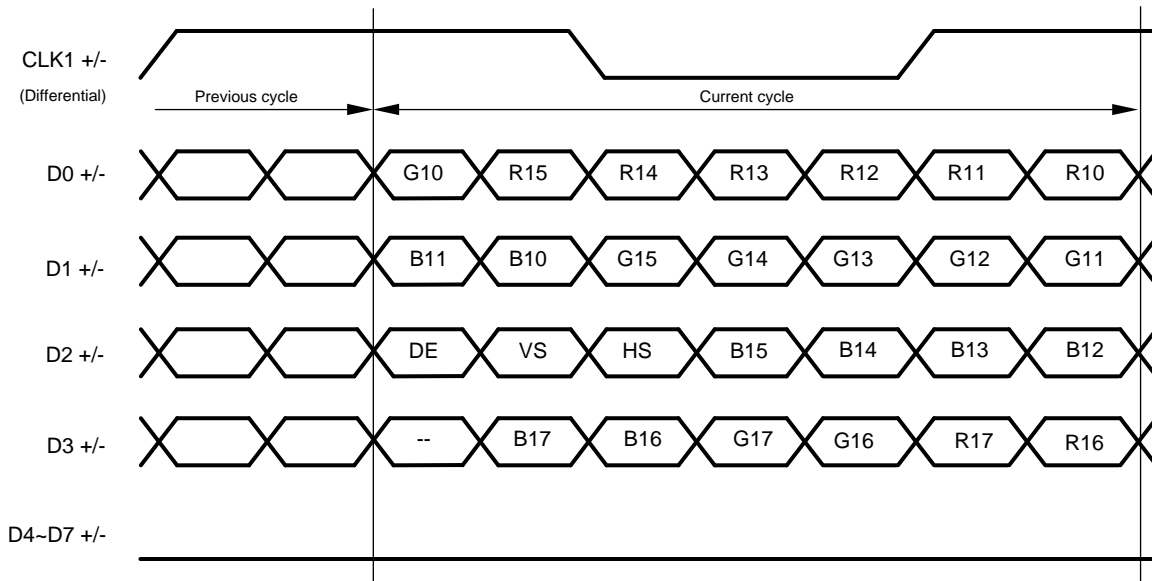 CLK1 +/-
(Differential)
Previous cycle
Current cycle
D0 +/-
G10 R15 R14 R13 R12 R11 R10
D1 +/-
B11 B10 G15 G14 G13 G12 G11
D2 +/-
DE VS HS B15 B14 B13 B12
D3 +/-
-- B17 B16 G17 G16 R17 R16
D4~D7 +/-